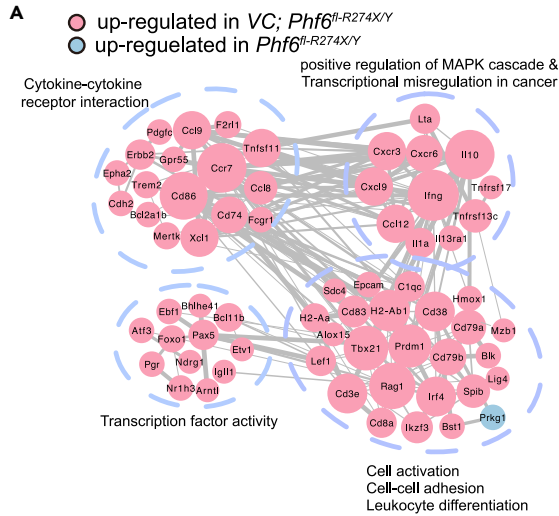 A
up-regulated in VC; Phf6fl-R274X/Y
up-reguelated in Phf6fl-R274X/Y
Cytokine-cytokine
receptor interaction
positive regulation of MAPK cascade &
Transcriptional misregulation in cancer
Pdgfc
Ccl9
F2rl1
Erbb2
Gpr55
Tnfsf11
Epha2
Trem2
Ccr7
Cdh2
Cd86
Ccl8
Bcl2a1b
Cd74
Fcgr1
Mertk
Xcl1
Lta
Cxcr3
Cxcr6
Il10
Cxcl9
Ifng
Tnfrsf17
Tnfrsf13c
Ccl12
Il1a
Il13ra1
Ebf1
Bhlhe41
Bcl11b
Atf3
Foxo1
Pax5
Etv1
Pgr
Ndrg1
Igll1
Nr1h3
Arntl
Transcription factor activity
Sdc4
Epcam
C1qc
Hmox1
H2-Aa
Cd83
H2-Ab1
Cd38
Cd79a
Mzb1
Alox15
Lef1
Tbx21
Prdm1
Cd79b
Blk
Cd3e
Rag1
Irf4
Spib
Lig4
Cd8a
Ikzf3
Bst1
Prkg1
Cell activation
Cell-cell adhesion
Leukocyte differentiation